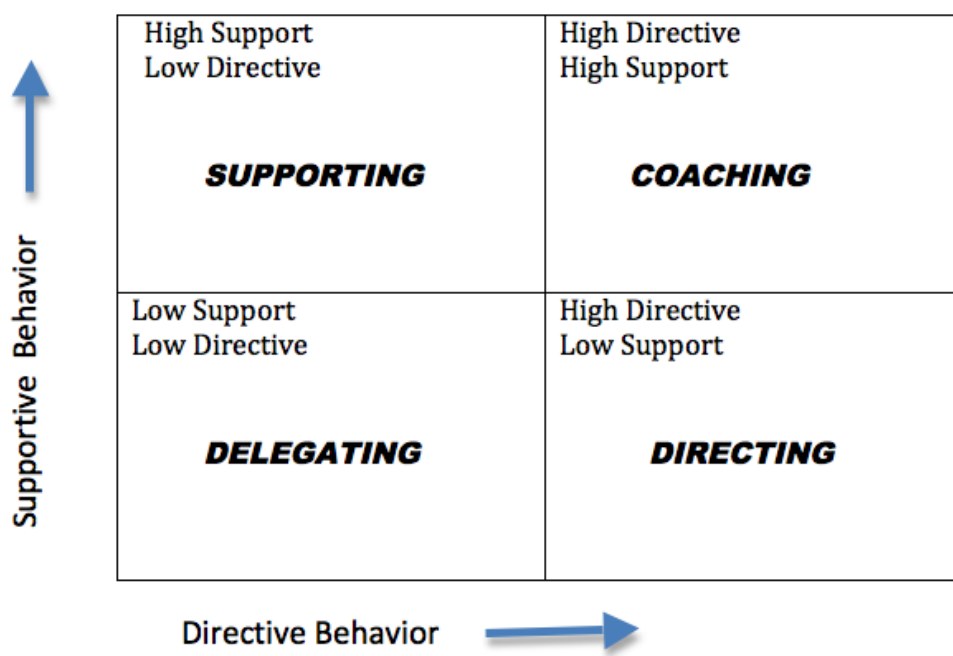 High Support
Low Directive
SUPPORTING
High Directive
High Support
COACHING
Low Support
Low Directive
DELEGATING
High Directive
Low Support
DIRECTING
Supportive Behavior
Directive Behavior